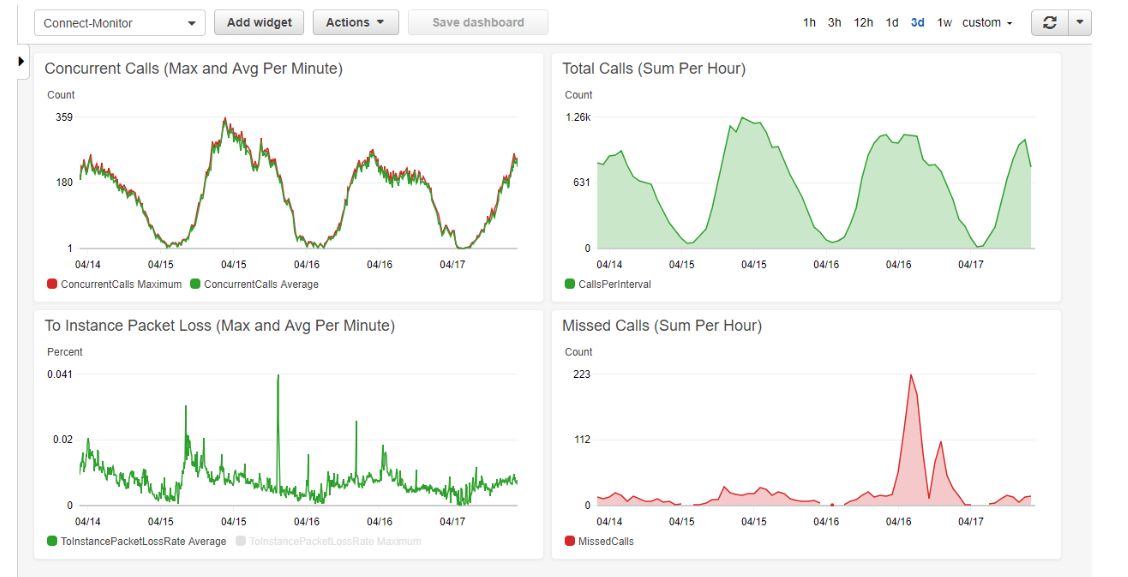 Connect-Monitor Add widget Actions Save dashboard 1h 3h 12h 1d 3d 1w custom
Concurrent Calls (Max and Avg Per Minute)
Count
359
180
1
04/14 04/15 04/15 04/16 04/16 04/17
ConcurrentCalls Maximum ConcurrentCalls Average
Total Calls (Sum Per Hour)
Count
1.26k
631
0
04/14 04/15 04/15 04/16 04/16 04/17
CallsPerInterval
To Instance Packet Loss (Max and Avg Per Minute)
Percent
0.041
0.02
0
04/14 04/15 04/15 04/16 04/16 04/17
ToInstancePacketLossRate Average ToInstancePacketLossRate Maximum
Missed Calls (Sum Per Hour)
Count
223
112
0
04/14 04/15 04/15 04/16 04/16 04/17
MissedCalls